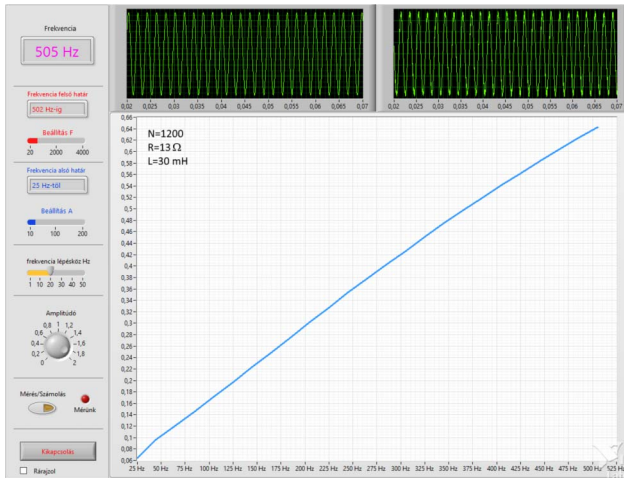 Frekvencia
505 Hz
Frekvencia felső határ
502 Hz-ig
Beállítás F
20 2000 4000
Frekvencia alsó határ
25 Hz-től
Beállítás A
10 100 200
frekvencia lépésköz Hz
1 10 20 30 40 50
Amplitúdó
0,8 1 1,2
0,6 1,4
0,4 1,6
0,2 1,8
0 2
Mérés/Számolás
Mérünk
Kikapcsolás
Rárajzol
0,02 0,025 0,03 0,035 0,04 0,045 0,05 0,055 0,06 0,065 0,07
0,02 0,025 0,03 0,035 0,04 0,045 0,05 0,055 0,06 0,065 0,07
N=1200
R=13 Ω
L=30 mH
0,66
0,64
0,62
0,6
0,58
0,56
0,54
0,52
0,5
0,48
0,46
0,44
0,42
0,4
0,38
0,36
0,34
0,32
0,3
0,28
0,26
0,24
0,22
0,2
0,18
0,16
0,14
0,12
0,1
0,08
0,06
25 Hz 50 Hz 75 Hz 100 Hz 125 Hz 150 Hz 175 Hz 200 Hz 225 Hz 250 Hz 275 Hz 300 Hz 325 Hz 350 Hz 375 Hz 400 Hz 425 Hz 450 Hz 475 Hz 500 Hz 525 Hz